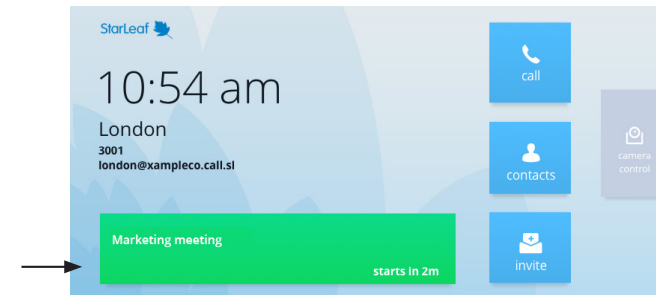 StarLeaf
10:54 am
London
3001
london@xampleco.call.sl
Marketing meeting
starts in 2m
call
contacts
invite
camera
control